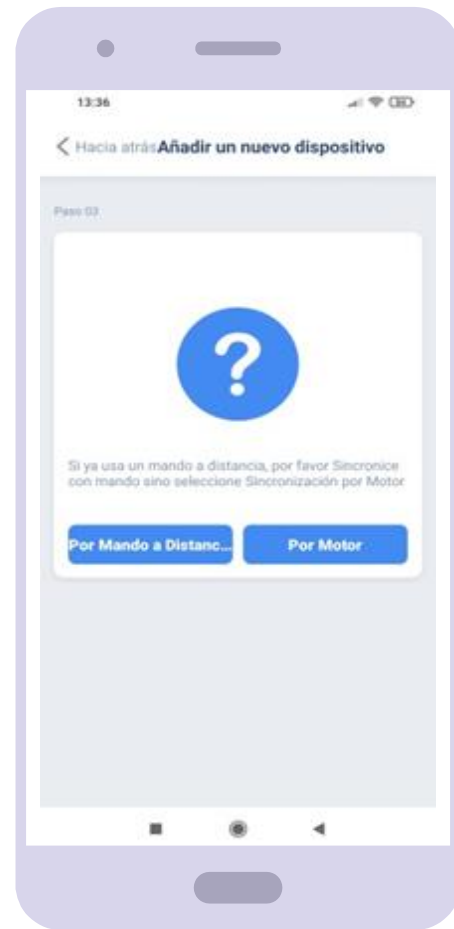 13:36
Hacia atrás Añadir un nuevo dispositivo
Paso 03
?
Si ya usa un mando a distancia, por favor Sincronice
con mando sino seleccione Sincronización por Motor
Por Mando a Distanc... Por Motor